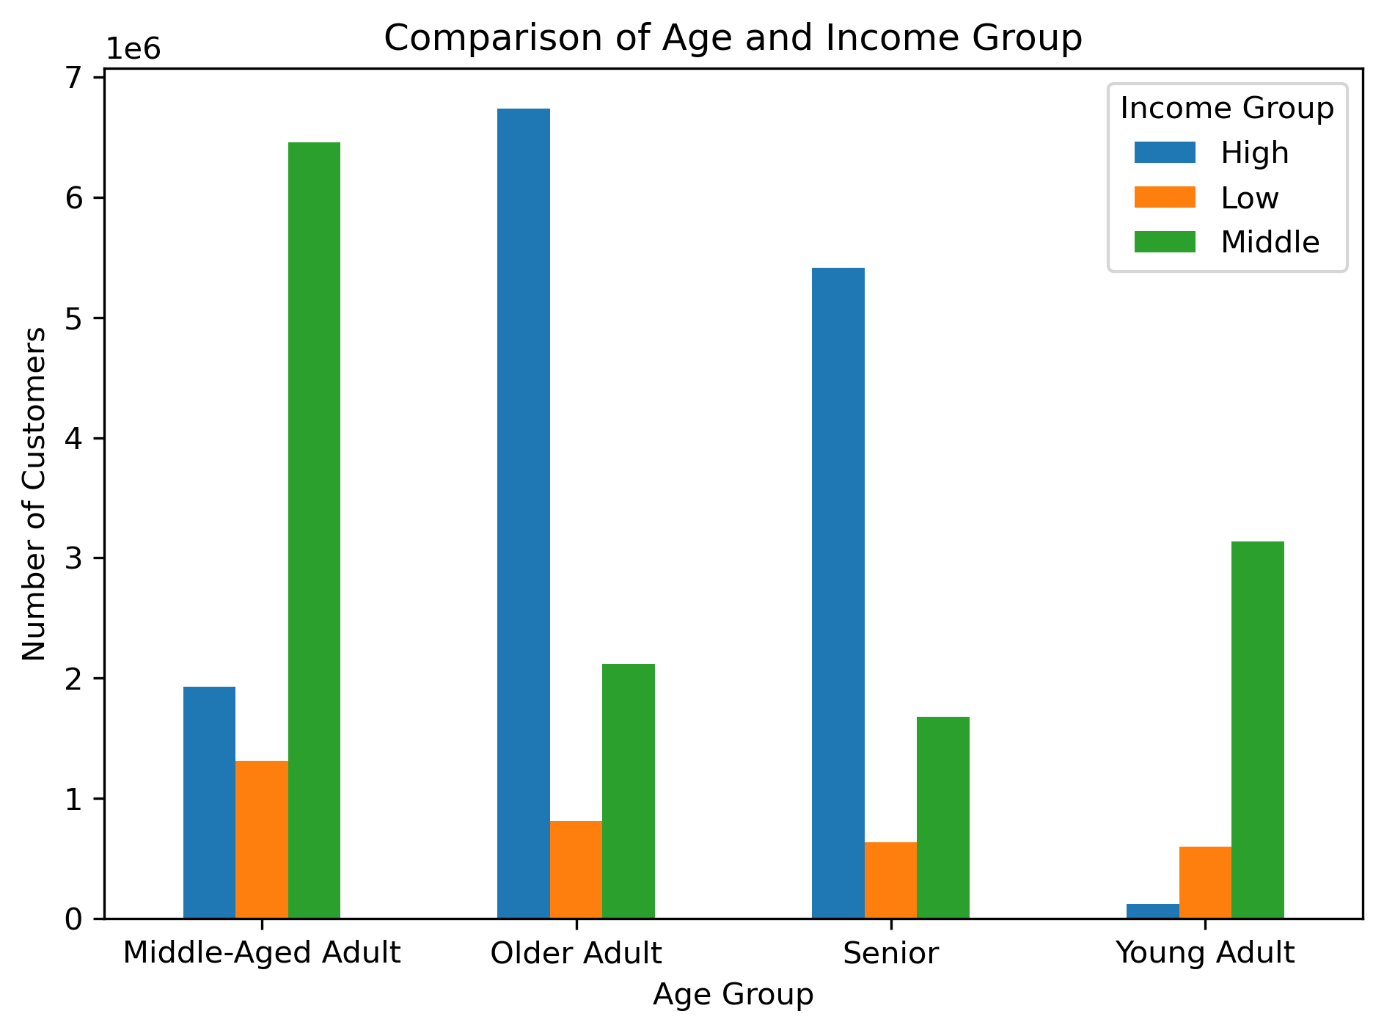 Comparison of Age and Income Group
1e6
7
6
5
4
3
2
1
0
Number of Customers
Income Group
High
Low
Middle
Middle-Aged Adult
Older Adult
Senior
Young Adult
Age Group